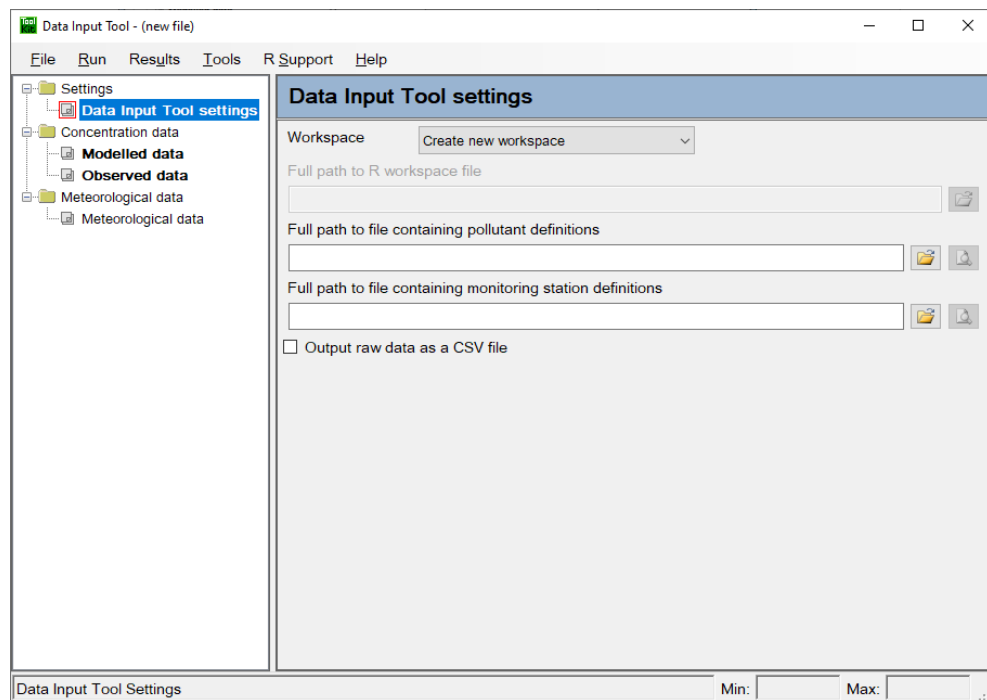 Data Input Tool - (new file)
File Run Results Tools R Support Help
Settings
Data Input Tool settings
Concentration data
Modelled data
Observed data
Meteorological data
Meteorological data
Data Input Tool settings
Workspace Create new workspace
Full path to R workspace file
Full path to file containing pollutant definitions
Full path to file containing monitoring station definitions
Output raw data as a CSV file
Data Input Tool Settings Min: Max: